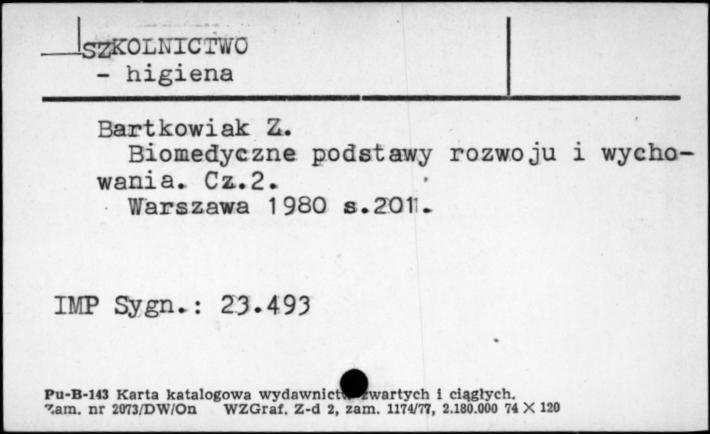 SZKOLNICTWO
- higiena
Bartkowiak Z.
Biomedyczne podstawy rozwoju i wycho-
wania. Cz.2.
Warszawa 1980 s.201.
IMP Sygn.: 23.493
Pu-B-143 Karta katalogowa wydawnictw zwartych i ciągłych.
Zam. nr 2073/DW/On WZGraf. Z-d 2, zam. 1174/77, 2.180.000 74 X 120